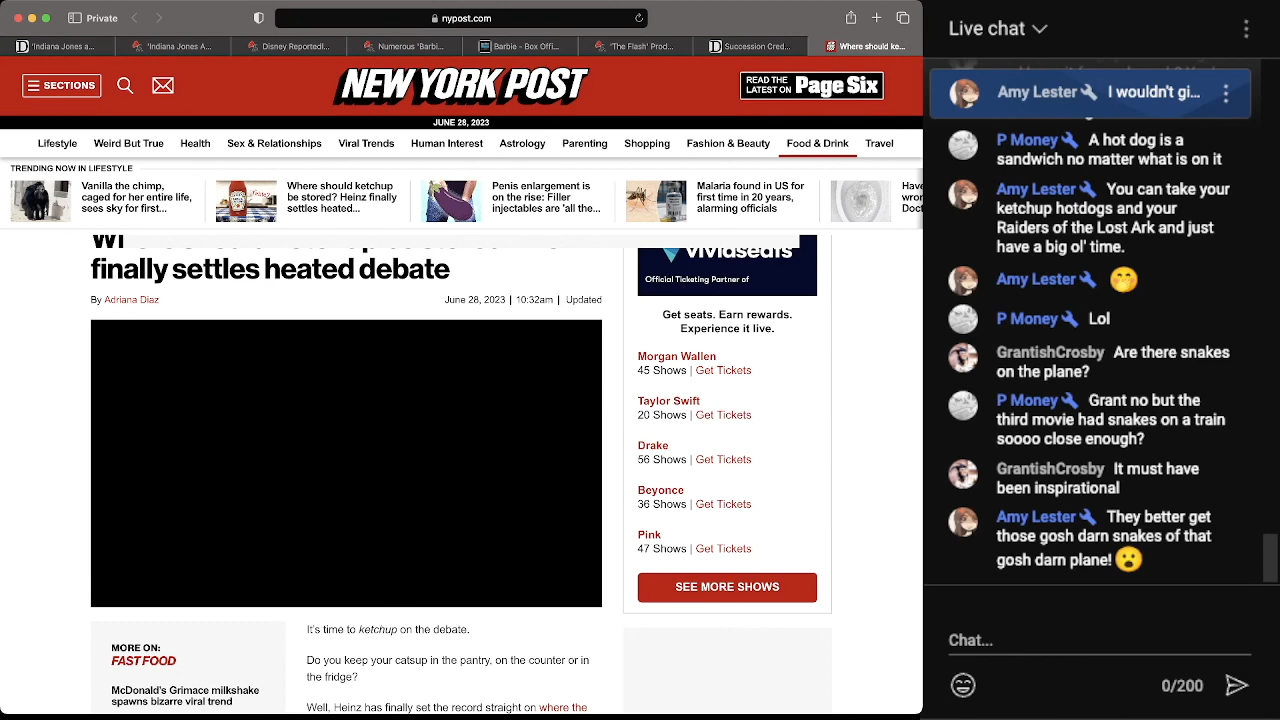 Private
nypost.com
'Indiana Jones a...
'Indiana Jones A...
Disney ReportedI...
Numerous 'Barbi...
Barbie - Box Offi...
'The Flash' Prod...
Succession Cred...
Where should ke...
SECTIONS
NEW YORK POST
READ THE
LATEST ON
Page Six
JUNE 28, 2023
Lifestyle Weird But True Health Sex & Relationships Viral Trends Human Interest Astrology Parenting Shopping Fashion & Beauty Food & Drink Travel
TRENDING NOW IN LIFESTYLE
Vanilla the chimp,
caged for her entire life,
sees sky for first...
Where should ketchup
be stored? Heinz finally
settles heated...
Penis enlargement is
on the rise: Filler
injectables are 'all the...
Malaria found in US for
first time in 20 years,
alarming officials
finally settles heated debate
By Adriana Diaz
June 28, 2023 | 10:32am | Updated
It's time to ketchup on the debate.
Do you keep your catsup in the pantry, on the counter or in
the fridge?
Well, Heinz has finally set the record straight on where the
MORE ON:
FAST FOOD
McDonald's Grimace milkshake
spawns bizarre viral trend
vividseats
Official Ticketing Partner of
Get seats. Earn rewards.
Experience it live.
Morgan Wallen
45 Shows | Get Tickets
Taylor Swift
20 Shows | Get Tickets
Drake
56 Shows | Get Tickets
Beyonce
36 Shows | Get Tickets
Pink
47 Shows | Get Tickets
SEE MORE SHOWS
Live chat
Amy Lester I wouldn't gi...
P Money A hot dog is a
sandwich no matter what is on it
Amy Lester You can take your
ketchup hotdogs and your
Raiders of the Lost Ark and just
have a big ol' time.
Amy Lester 🤭
P Money Lol
GrantishCrosby Are there snakes
on the plane?
P Money Grant no but the
third movie had snakes on a train
soooo close enough?
GrantishCrosby It must have
been inspirational
Amy Lester They better get
those gosh darn snakes of that
gosh darn plane! 😮
Chat...
0/200